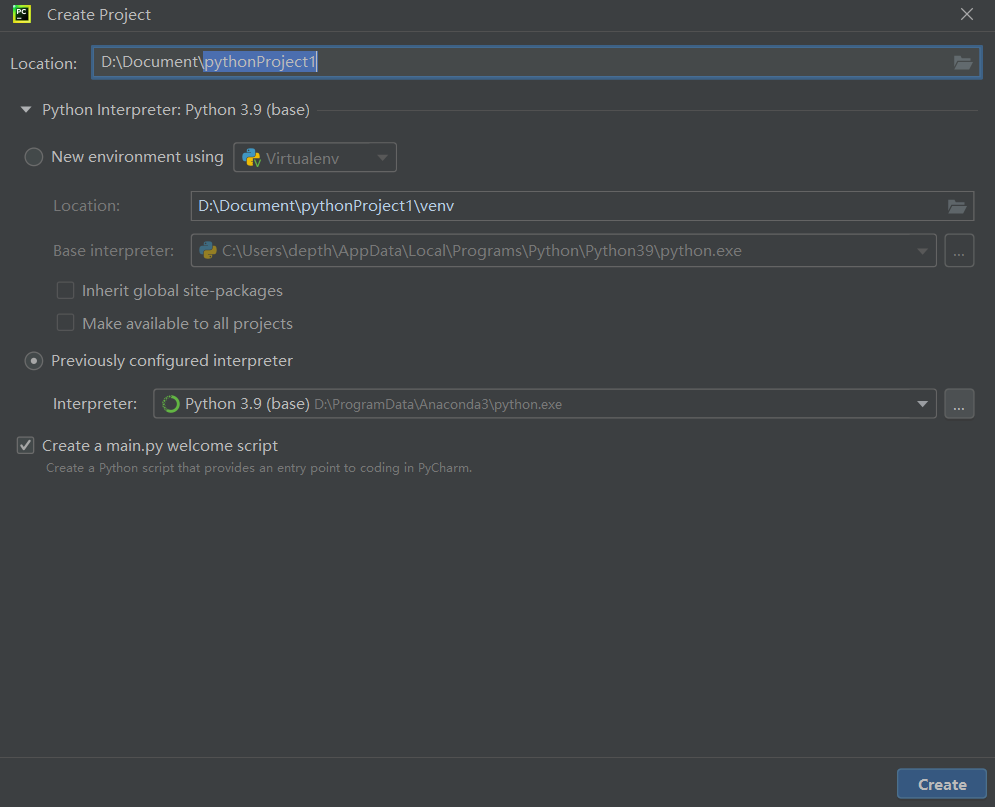 PC Create Project
Location: D:\Document\pythonProject1
Python Interpreter: Python 3.9 (base)
New environment using Virtualenv
Location: D:\Document\pythonProject1\venv
Base interpreter: C:\Users\depth\AppData\Local\Programs\Python\Python39\python.exe ...
Inherit global site-packages
Make available to all projects
Previously configured interpreter
Interpreter: Python 3.9 (base) D:\ProgramData\Anaconda3\python.exe ...
Create a main.py welcome script
Create a Python script that provides an entry point to coding in PyCharm.
Create